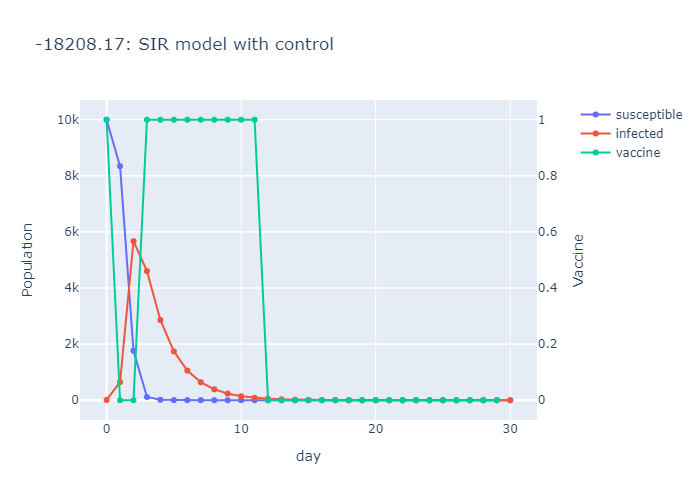 -18208.17: SIR model with control
susceptible
infected
vaccine
10k
8k
6k
4k
2k
0
1
0.8
0.6
0.4
0.2
0
0
10
20
30
Population
Vaccine
day